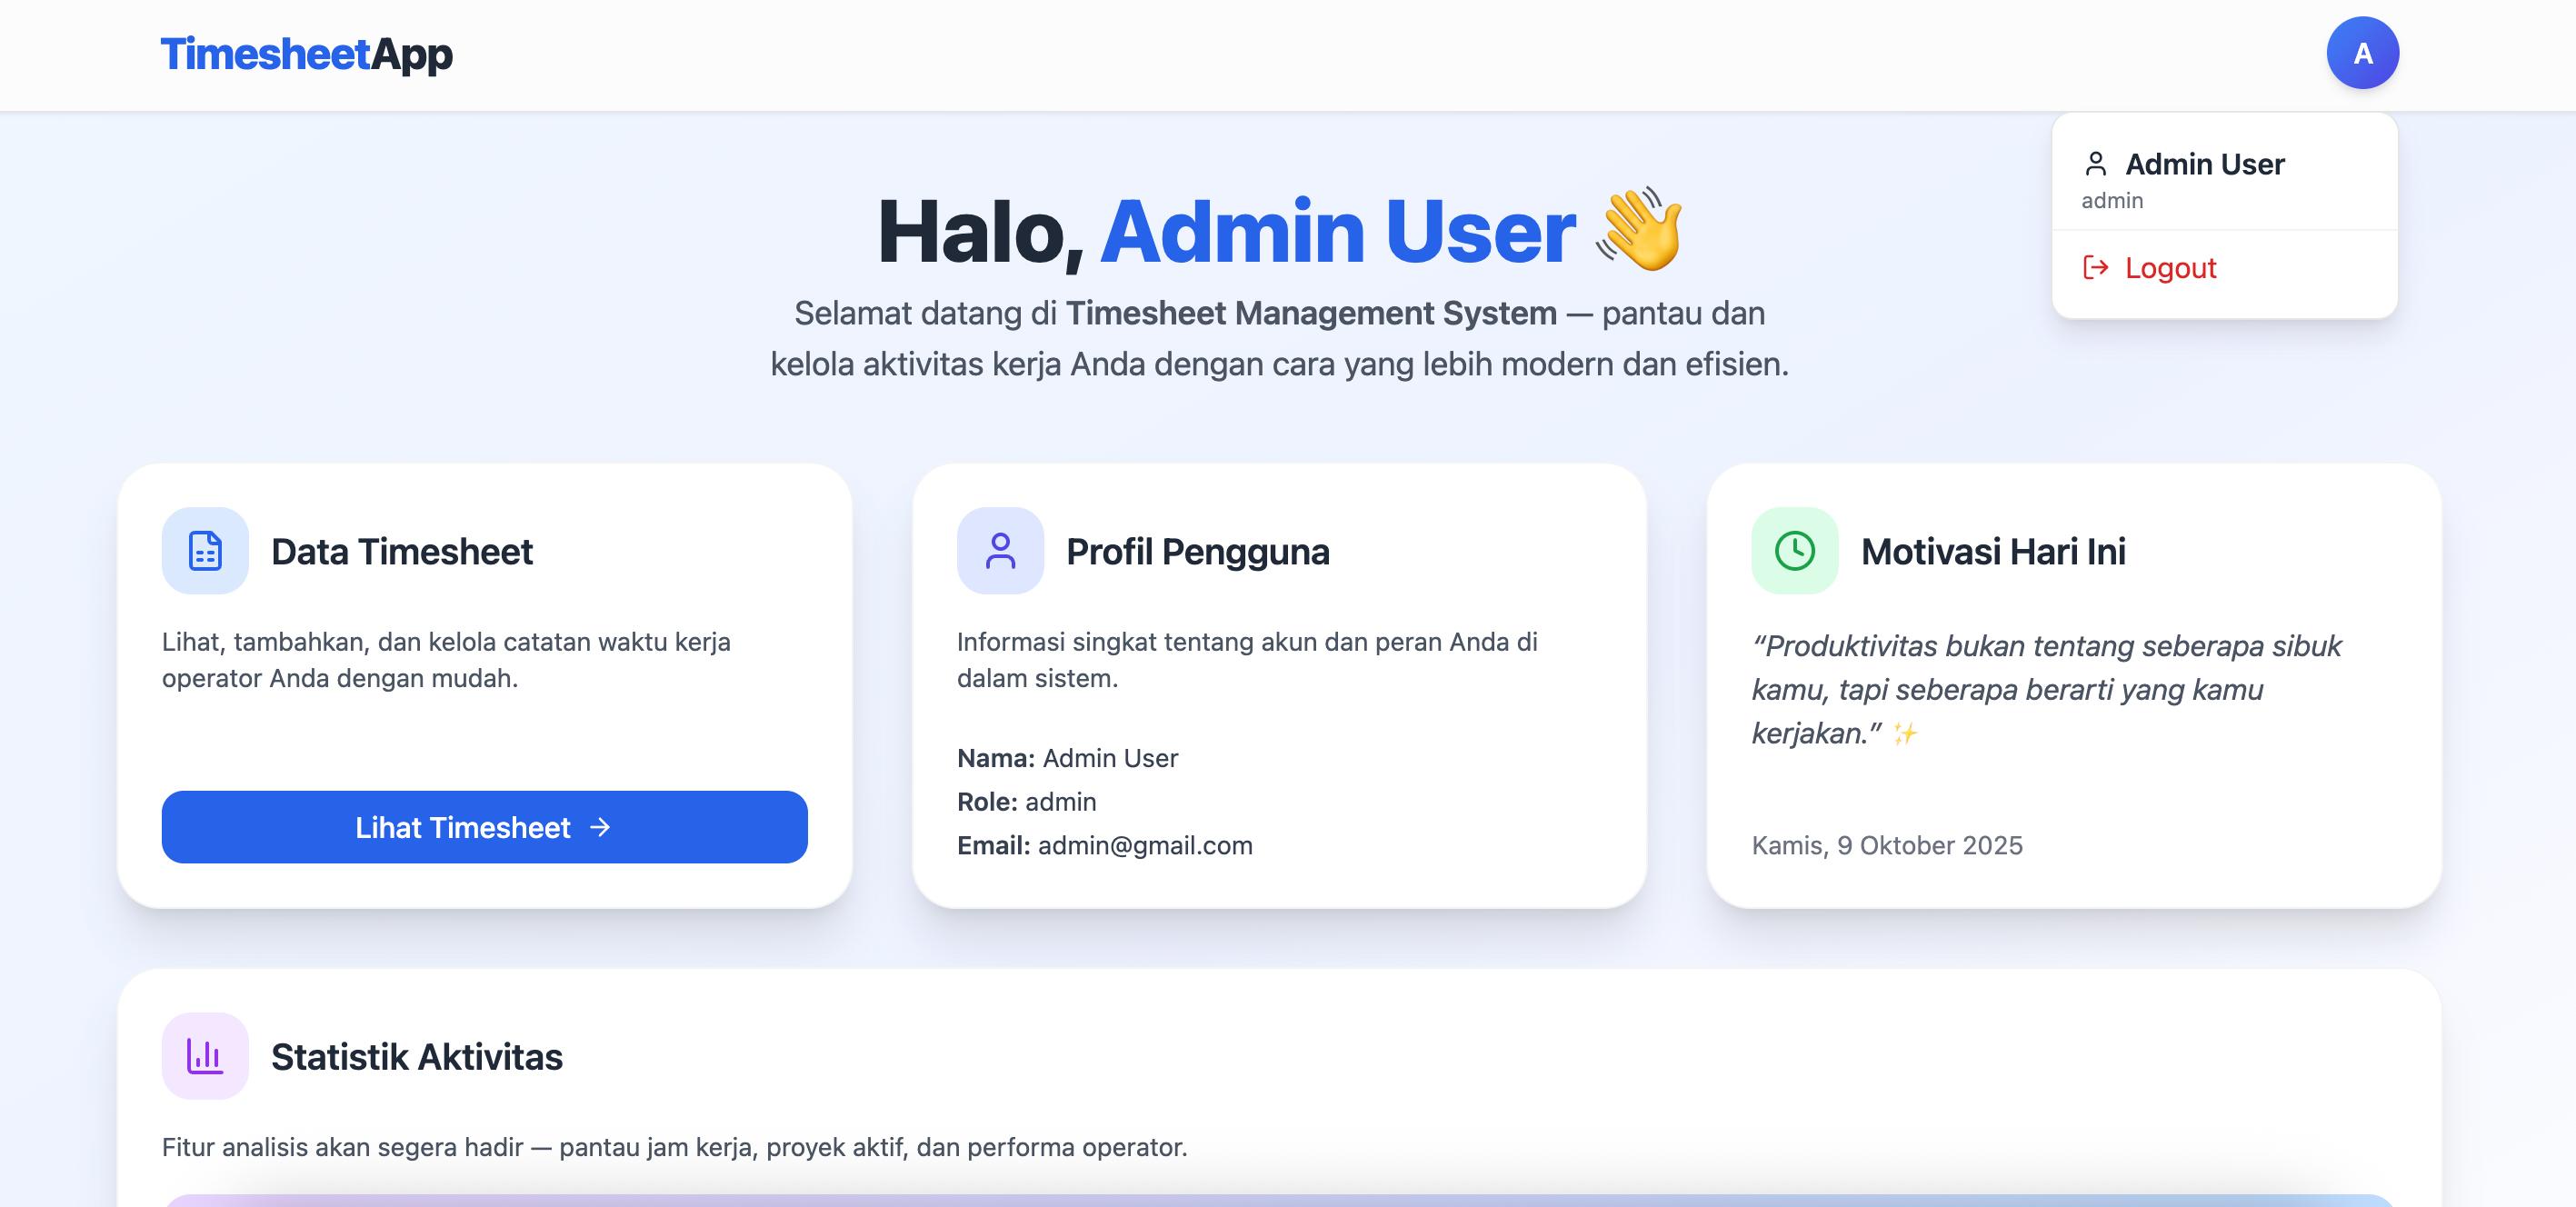 TimesheetApp
A
Admin User
admin
Logout
Halo, Admin User 👋
Selamat datang di Timesheet Management System — pantau dan
kelola aktivitas kerja Anda dengan cara yang lebih modern dan efisien.
Data Timesheet
Lihat, tambahkan, dan kelola catatan waktu kerja
operator Anda dengan mudah.
Lihat Timesheet →
Profil Pengguna
Informasi singkat tentang akun dan peran Anda di
dalam sistem.
Nama: Admin User
Role: admin
Email: admin@gmail.com
Motivasi Hari Ini
“Produktivitas bukan tentang seberapa sibuk
kamu, tapi seberapa berarti yang kamu
kerjakan.” ✨
Kamis, 9 Oktober 2025
Statistik Aktivitas
Fitur analisis akan segera hadir — pantau jam kerja, proyek aktif, dan performa operator.